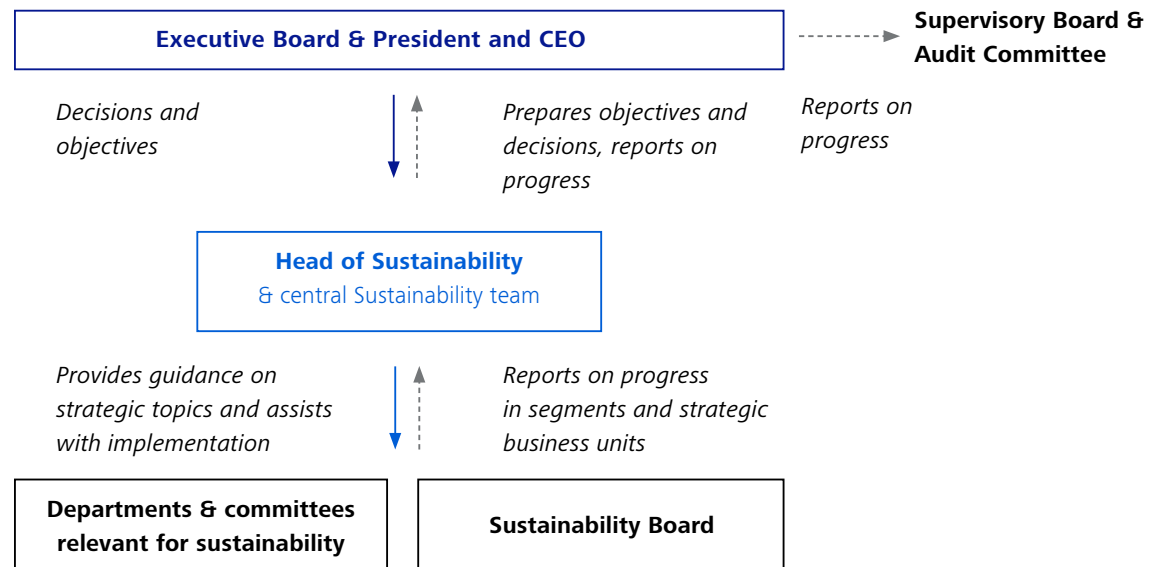 Executive Board & President and CEO
Supervisory Board &
Audit Committee
Decisions and
objectives
Prepares objectives and
decisions, reports on
progress
Reports on
progress
Head of Sustainability
& central Sustainability team
Provides guidance on
strategic topics and assists
with implementation
Reports on progress
in segments and strategic
business units
Departments & committees
relevant for sustainability
Sustainability Board